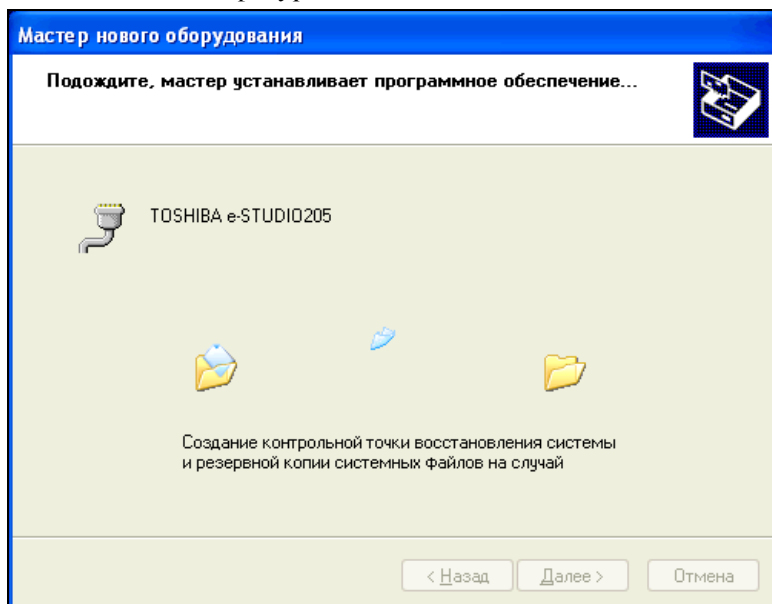 Мастер нового оборудования
Подождите, мастер устанавливает программное обеспечение...
TOSHIBA e-STUDIO205
Создание контрольной точки восстановления системы
и резервной копии системных файлов на случай
< Назад Далее > Отмена